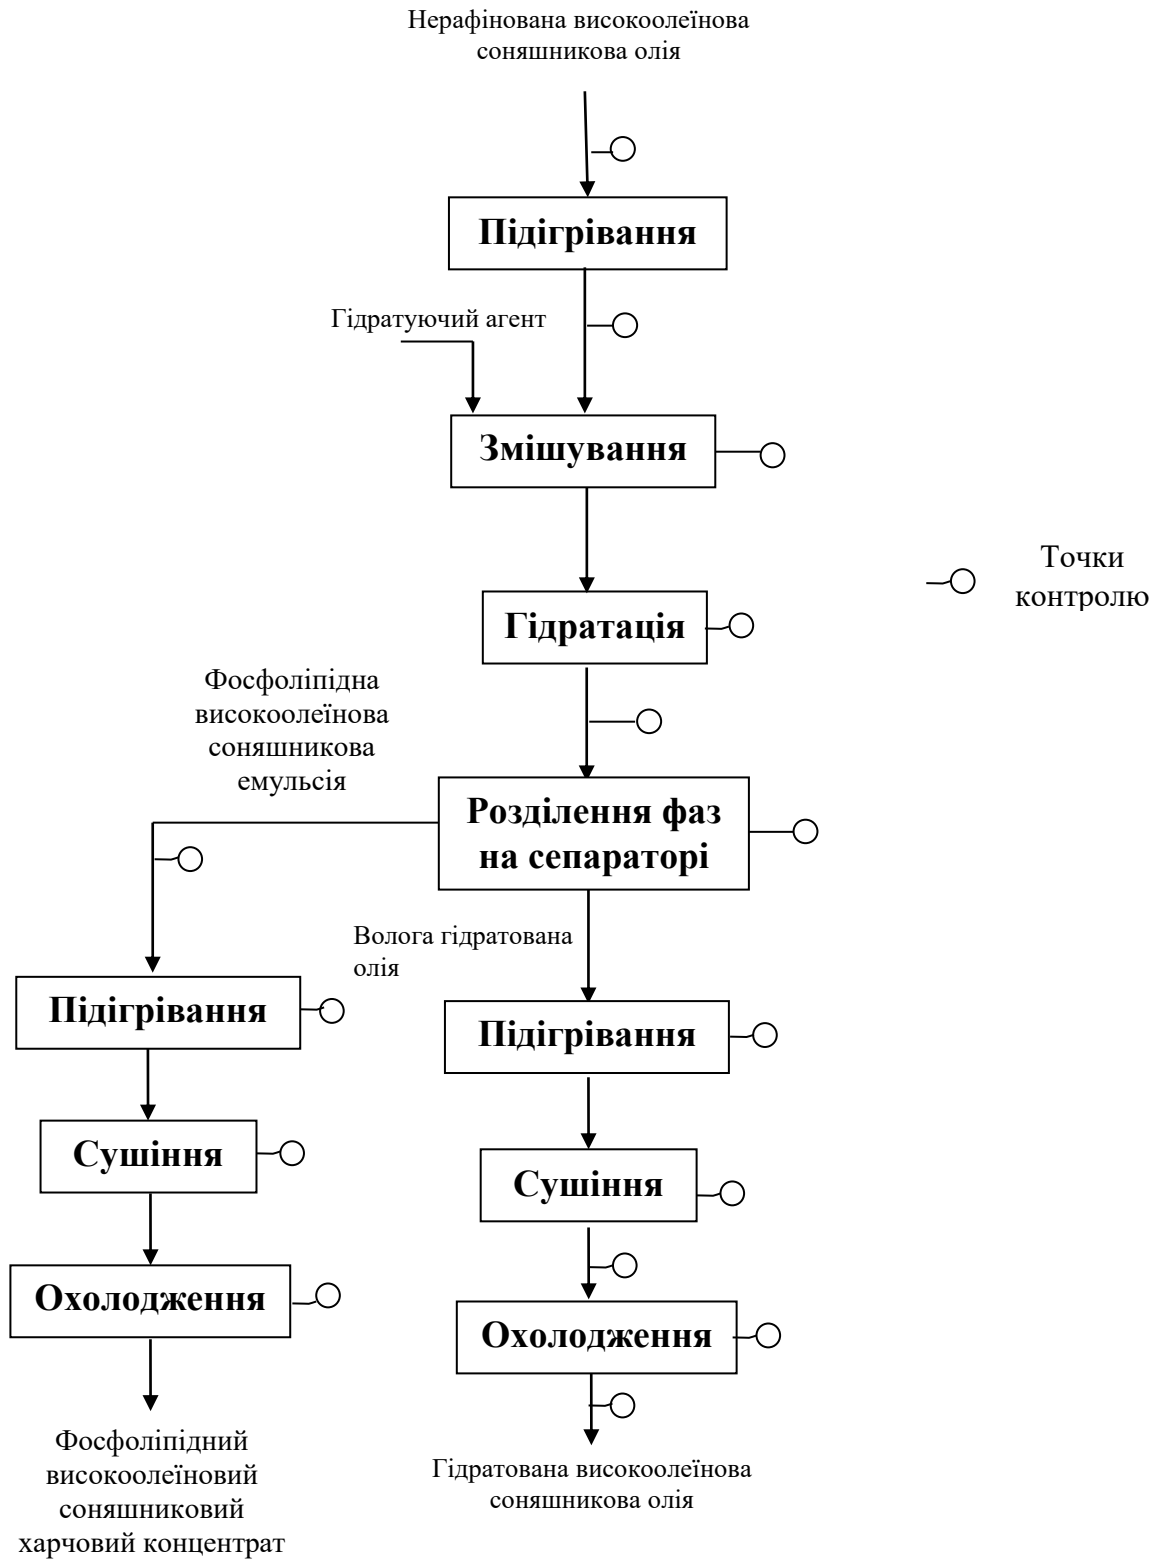 Нерафінована високоолеїнова
соняшникова олія
Підігрівання
Гідратуючий агент
Змішування
Точки
контролю
Гідратація
Фосфоліпідна
високоолеїнова
соняшникова
емульсія
Розділення фаз
на сепараторі
Волога гідратована
олія
Підігрівання
Підігрівання
Сушіння
Сушіння
Охолодження
Охолодження
Фосфоліпідний
високоолеїновий
соняшниковий
харчовий концентрат
Гідратована високоолеїнова
соняшникова олія